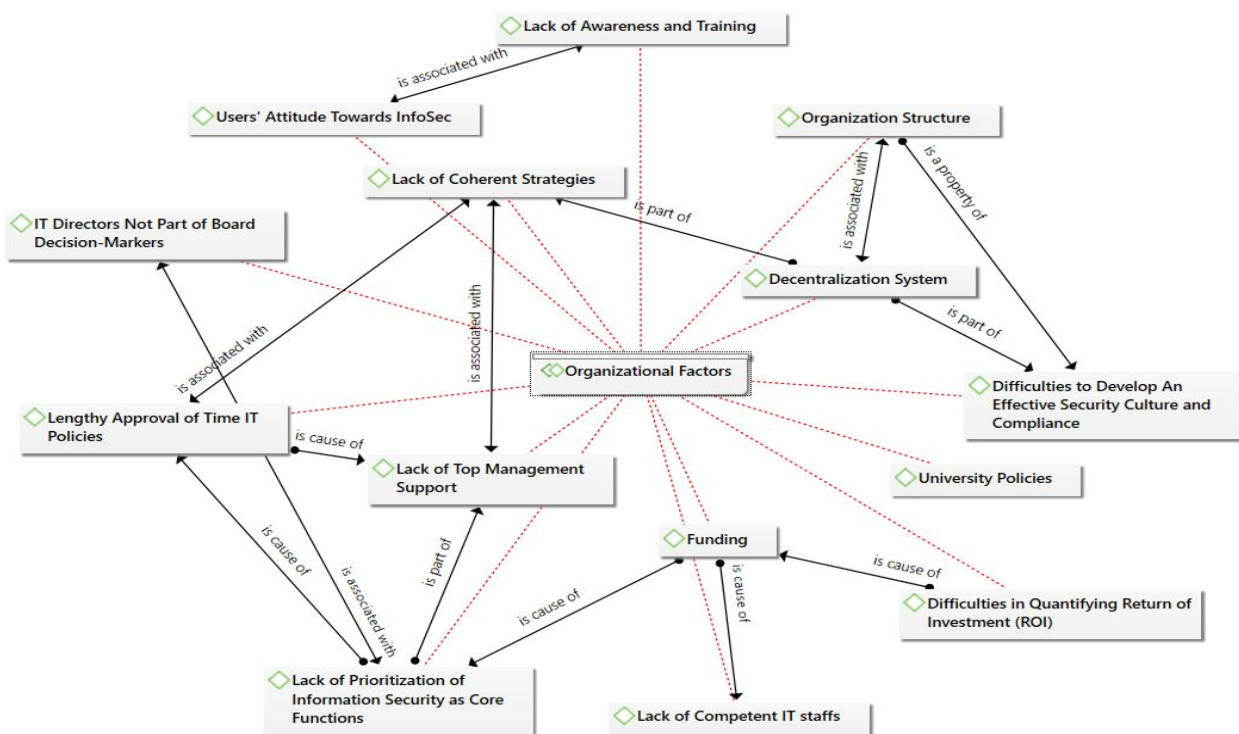 Lack of Awareness and Training
is associated with
Users' Attitude Towards InfoSec
Organization Structure
Lack of Coherent Strategies
is associated with
is a property of
IT Directors Not Part of Board
Decision-Markers
is part of
Decentralization System
is part of
is associated with
is associated with
Organizational Factors
Difficulties to Develop An
Effective Security Culture and
Compliance
Lengthy Approval of Time IT
Policies
is cause of
Lack of Top Management
Support
University Policies
is cause of
is part of
is associated with
Funding
is cause of
is cause of
is cause of
Difficulties in Quantifying Return of
Investment (ROI)
Lack of Prioritization of
Information Security as Core
Functions
Lack of Competent IT staffs